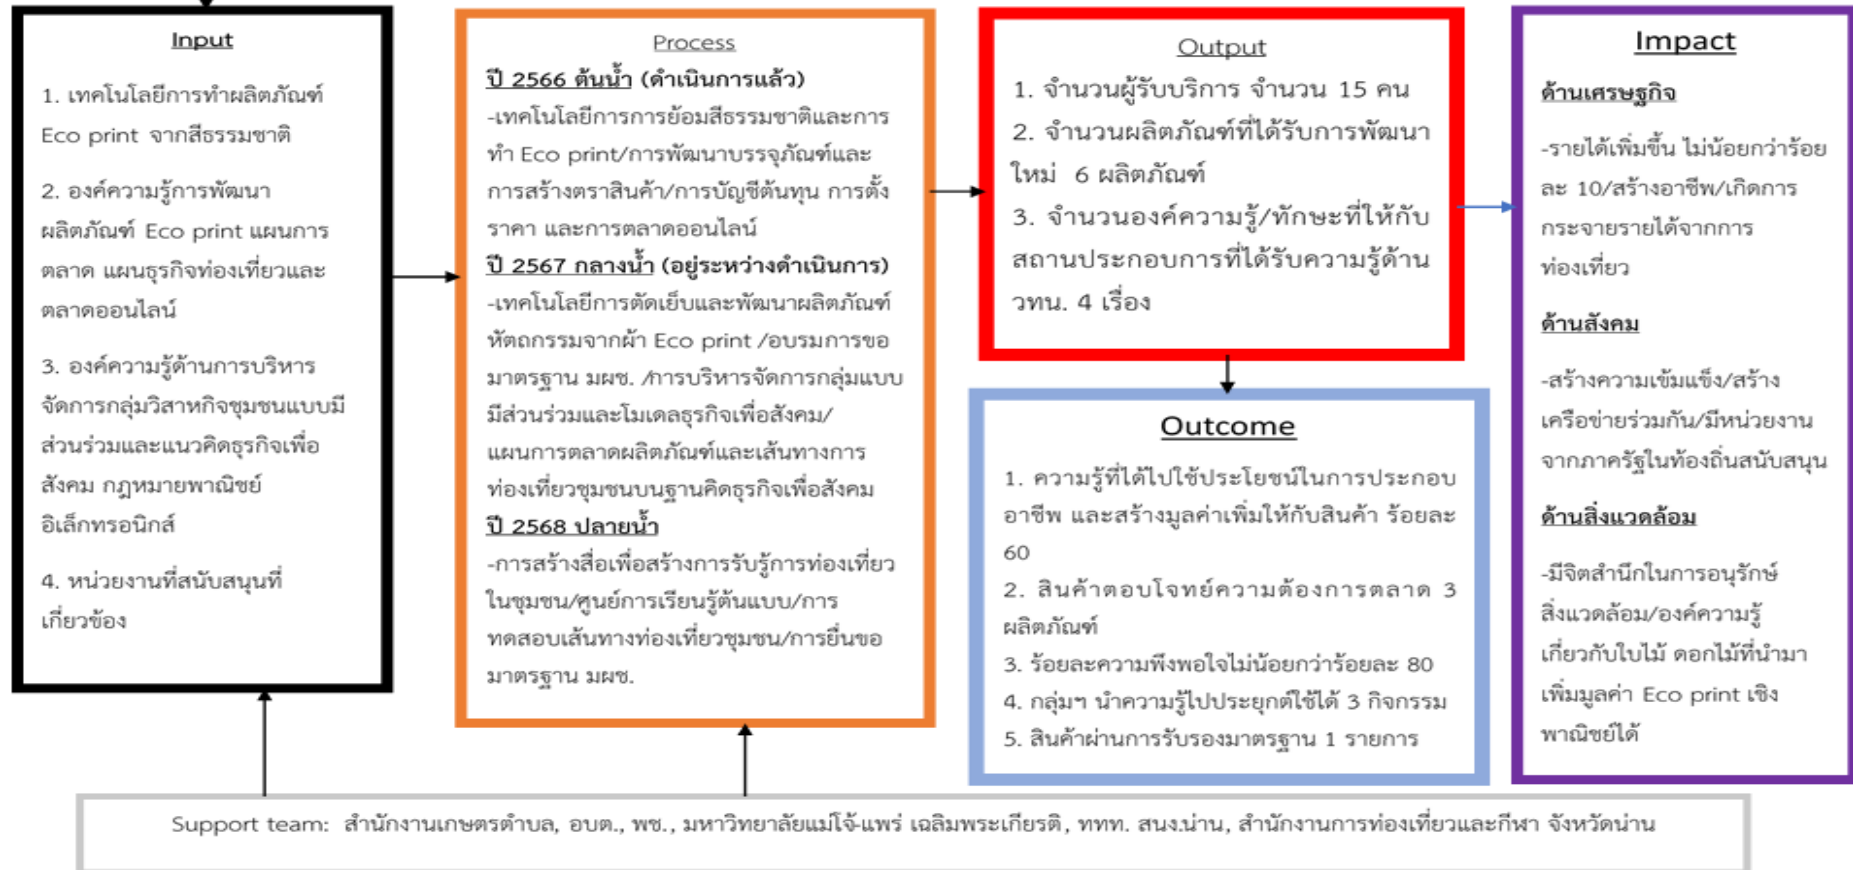 Input
1. เทคโนโลยีการทำผลิตภัณฑ์
Eco print จากสีธรรมชาติ
2. องค์ความรู้การพัฒนา
ผลิตภัณฑ์ Eco print แผนการ
ตลาด แผนธุรกิจท่องเที่ยวและ
ตลาดออนไลน์
3. องค์ความรู้ด้านการบริหาร
จัดการกลุ่มวิสาหกิจชุมชนแบบมี
ส่วนร่วมและแนวคิดธุรกิจเพื่อ
สังคม กฎหมายพาณิชย์
อิเล็กทรอนิกส์
4. หน่วยงานที่สนับสนุนที่
เกี่ยวข้อง
Process
ปี 2566 ต้นน้ำ (ดำเนินการแล้ว)
-เทคโนโลยีการการย้อมสีธรรมชาติและการ
ทำ Eco print/การพัฒนาบรรจุภัณฑ์และ
การสร้างตราสินค้า/การบัญชีต้นทุน การตั้ง
ราคา และการตลาดออนไลน์
ปี 2567 กลางน้ำ (อยู่ระหว่างดำเนินการ)
-เทคโนโลยีการตัดเย็บและพัฒนาผลิตภัณฑ์
หัตถกรรมจากผ้า Eco print /อบรมการขอ
มาตรฐาน มผช. /การบริหารจัดการกลุ่มแบบ
มีส่วนร่วมและโมเดลธุรกิจเพื่อสังคม/
แผนการตลาดผลิตภัณฑ์และเส้นทางการ
ท่องเที่ยวชุมชนบนฐานคิดธุรกิจเพื่อสังคม
ปี 2568 ปลายน้ำ
-การสร้างสื่อเพื่อสร้างการรับรู้การท่องเที่ยว
ในชุมชน/ศูนย์การเรียนรู้ต้นแบบ/การ
ทดสอบเส้นทางท่องเที่ยวชุมชน/การยื่นขอ
มาตรฐาน มผช.
Output
1. จำนวนผู้รับบริการ จำนวน 15 คน
2. จำนวนผลิตภัณฑ์ที่ได้รับการพัฒนา
ใหม่ 6 ผลิตภัณฑ์
3. จำนวนองค์ความรู้/ทักษะที่ให้กับ
สถานประกอบการที่ได้รับความรู้ด้าน
วทน. 4 เรื่อง
Outcome
1. ความรู้ที่ได้ไปใช้ประโยชน์ในการประกอบ
อาชีพ และสร้างมูลค่าเพิ่มให้กับสินค้า ร้อยละ
60
2. สินค้าตอบโจทย์ความต้องการตลาด 3
ผลิตภัณฑ์
3. ร้อยละความพึงพอใจไม่น้อยกว่าร้อยละ 80
4. กลุ่มฯ นำความรู้ไปประยุกต์ใช้ได้ 3 กิจกรรม
5. สินค้าผ่านการรับรองมาตรฐาน 1 รายการ
Impact
ด้านเศรษฐกิจ
-รายได้เพิ่มขึ้น ไม่น้อยกว่าร้อย
ละ 10/สร้างอาชีพ/เกิดการ
กระจายรายได้จากการ
ท่องเที่ยว
ด้านสังคม
-สร้างความเข้มแข็ง/สร้าง
เครือข่ายร่วมกัน/มีหน่วยงาน
จากภาครัฐในท้องถิ่นสนับสนุน
ด้านสิ่งแวดล้อม
-มีจิตสำนึกในการอนุรักษ์
สิ่งแวดล้อม/องค์ความรู้
เกี่ยวกับใบไม้ ดอกไม้ที่นำมา
เพิ่มมูลค่า Eco print เชิง
พาณิชย์ได้
Support team: สำนักงานเกษตรตำบล, อบต., พช., มหาวิทยาลัยแม่โจ้-แพร่ เฉลิมพระเกียรติ, ททท. สนง.น่าน, สำนักงานการท่องเที่ยวและกีฬา จังหวัดน่าน